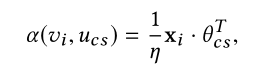 α(v_i, u_{cs}) = \frac{1}{η} \mathbf{x}_i · θ_{cs}^T,